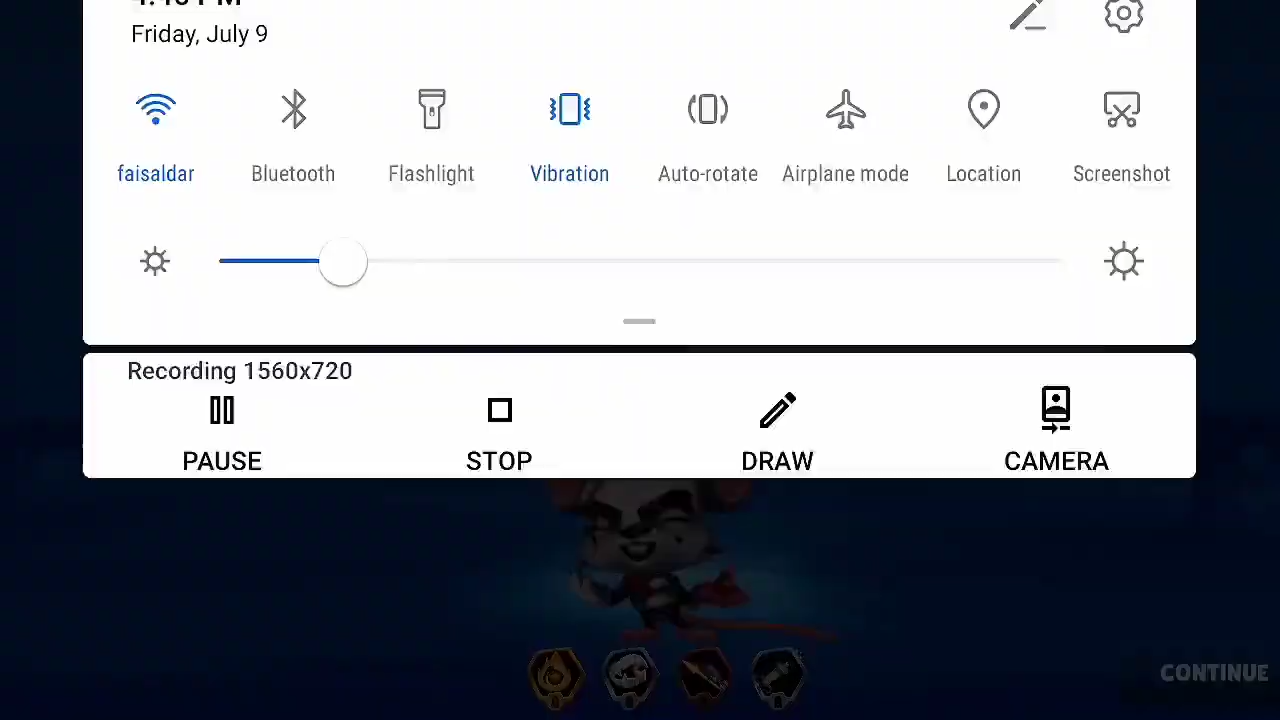 Friday, July 9
faisaldar
Bluetooth
Flashlight
Vibration
Auto-rotate
Airplane mode
Location
Screenshot
Recording 1560x720
PAUSE
STOP
DRAW
CAMERA
CONTINUE